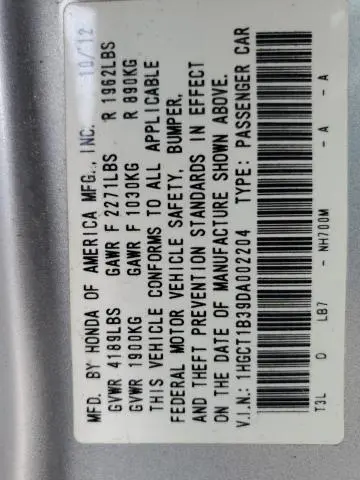 MFD. BY HONDA OF AMERICA MFG., INC. 10/12
GVWR 4189LBS GAWR F 2271LBS R 1962LBS
GVWR 1900KG GAWR F 1030KG R 890KG
THIS VEHICLE CONFORMS TO ALL APPLICABLE
FEDERAL MOTOR VEHICLE SAFETY, BUMPER,
AND THEFT PREVENTION STANDARDS IN EFFECT
ON THE DATE OF MANUFACTURE SHOWN ABOVE.
V.I.N.: 1HGCT1B39DA002204 TYPE: PASSENGER CAR
T3L D LB7 - NH700M - A - A